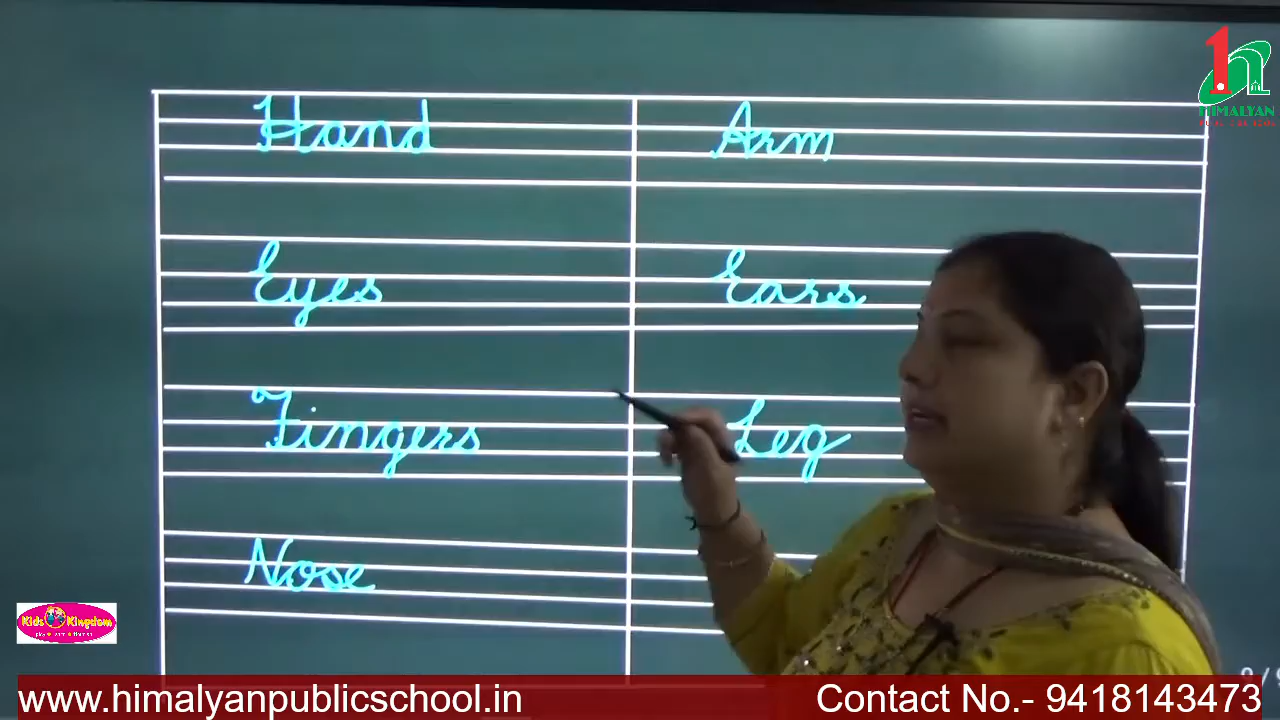 HIMALYAN
Hand Arm
Eyes Ears
Fingers Leg
Nose
Kids Kingdom
www.himalyanpublicschool.in Contact No.- 9418143473